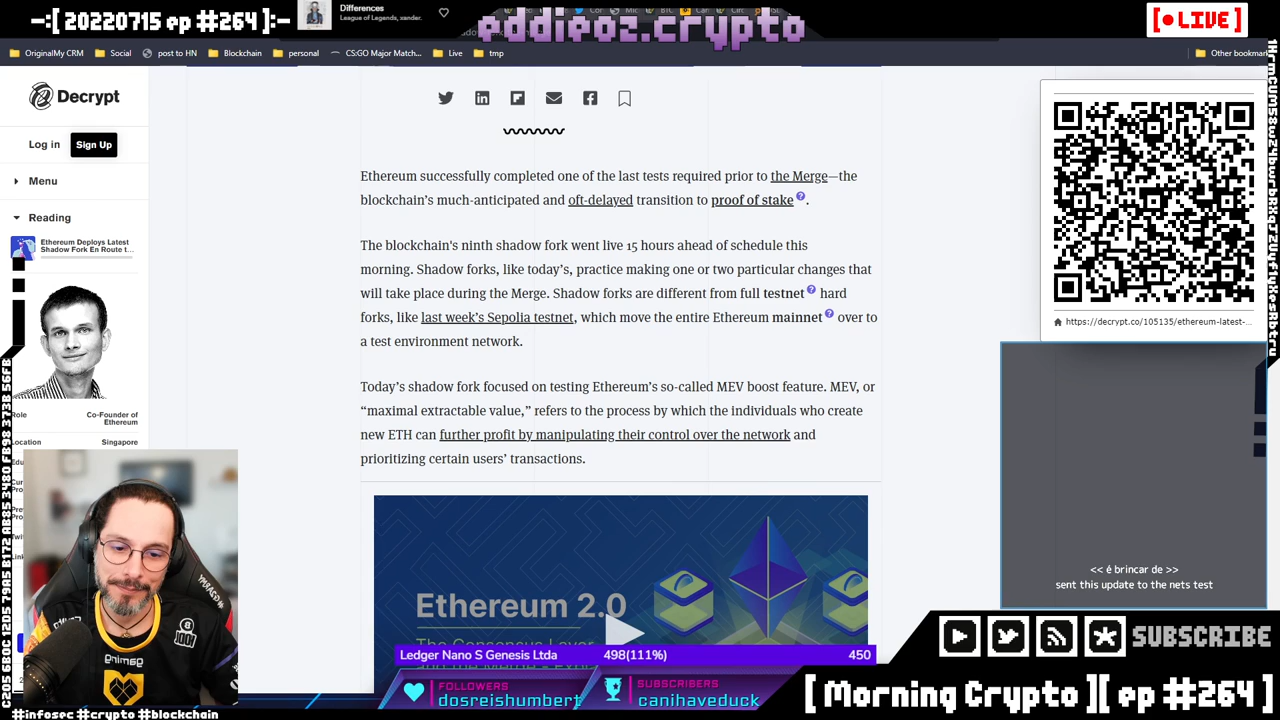 -:[ 20220715 ep #264 ]:-
Differences
League of Legends, xander.
eddieoz.crypto
[● LIVE]
OriginalMy CRM
Social
post to HN
Blockchain
personal
CS:GO Major Match...
Live
tmp
Other bookmar
Decrypt
Log in
Sign Up
Menu
Reading
Ethereum Deploys Latest
Shadow Fork En Route t...
Role
Co-Founder of
Ethereum
ocation
Singapore
Ethereum successfully completed one of the last tests required prior to the Merge—the
blockchain's much-anticipated and oft-delayed transition to proof of stake ? .
The blockchain's ninth shadow fork went live 15 hours ahead of schedule this
morning. Shadow forks, like today's, practice making one or two particular changes that
will take place during the Merge. Shadow forks are different from full testnet ? hard
forks, like last week's Sepolia testnet, which move the entire Ethereum mainnet ? over to
a test environment network.
Today's shadow fork focused on testing Ethereum's so-called MEV boost feature. MEV, or
“maximal extractable value,” refers to the process by which the individuals who create
new ETH can further profit by manipulating their control over the network and
prioritizing certain users' transactions.
Ethereum 2.0
https://decrypt.co/105135/ethereum-latest-...
<< é brincar de >>
sent this update to the nets test
Ledger Nano S Genesis Ltda
498(111%)
450
FOLLOWERS
dosreishumbert
SUBSCRIBERS
canihaveduck
SUBSCRIBE
[ Morning Crypto ][ ep #264 ]
#infosec #crypto #blockchain